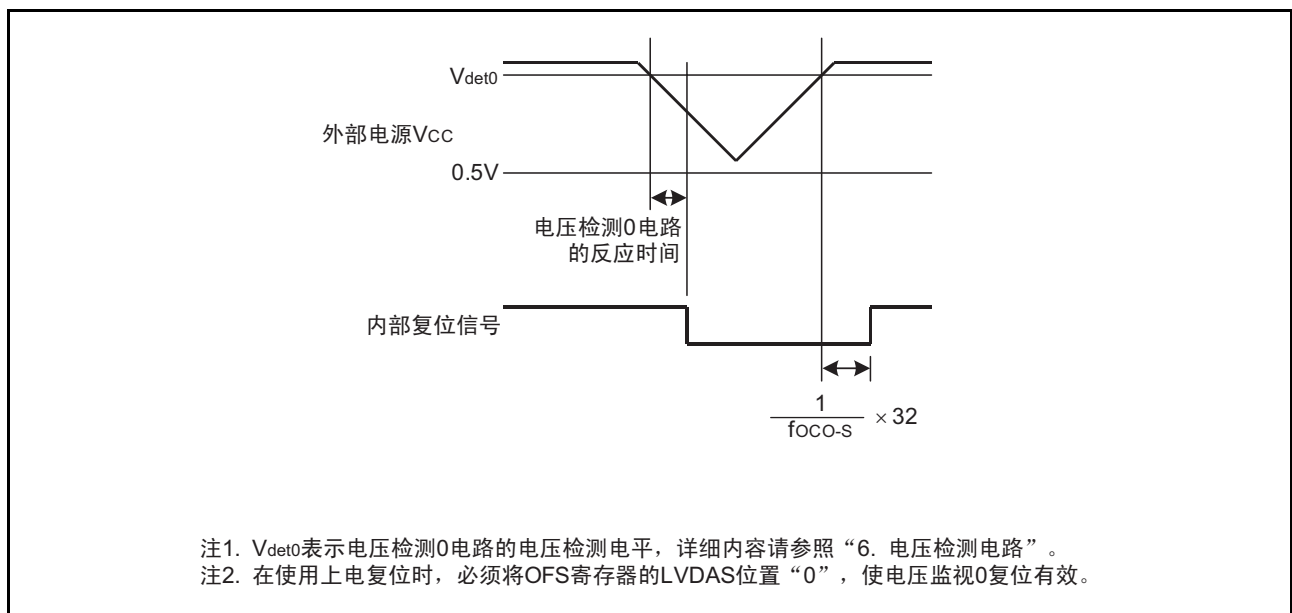 Vdet0
外部电源VCC
0.5V
电压检测0电路
的反应时间
内部复位信号
1
fOCO-S
× 32
注1. Vdet0表示电压检测0电路的电压检测电平，详细内容请参照“6. 电压检测电路”。
注2. 在使用上电复位时，必须将OFS寄存器的LVDAS位置“0”，使电压监视0复位有效。